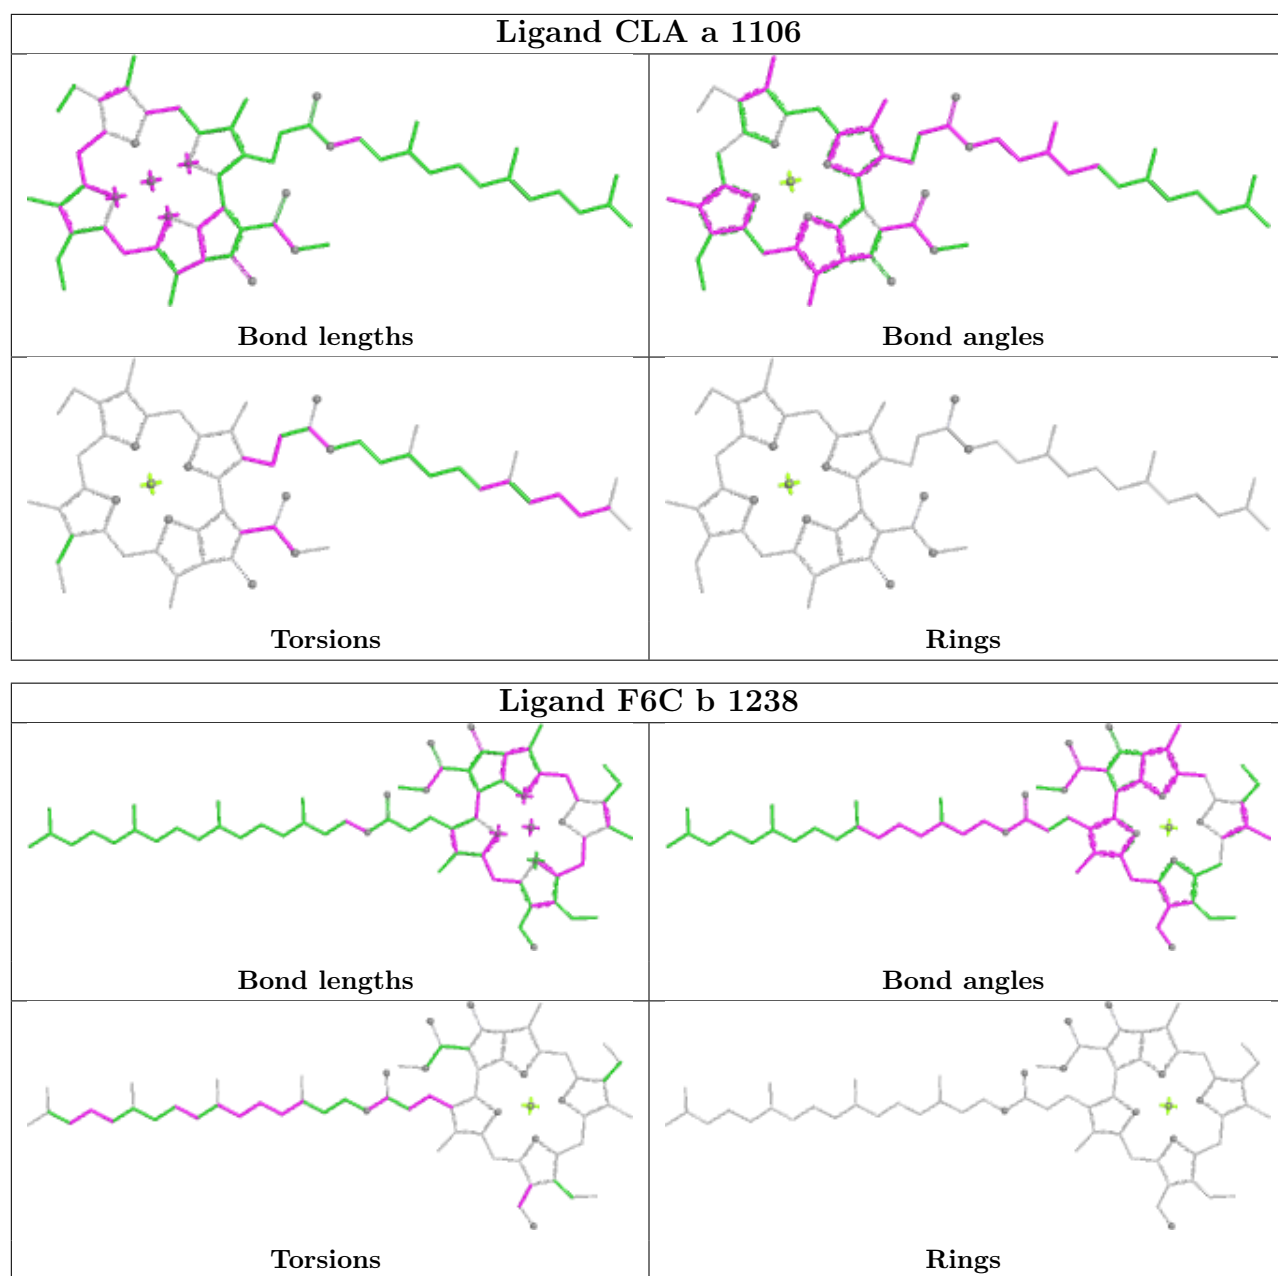 Ligand CLA a 1106
Bond lengths
Bond angles
Torsions
Rings
Ligand F6C b 1238
Bond lengths
Bond angles
Torsions
Rings